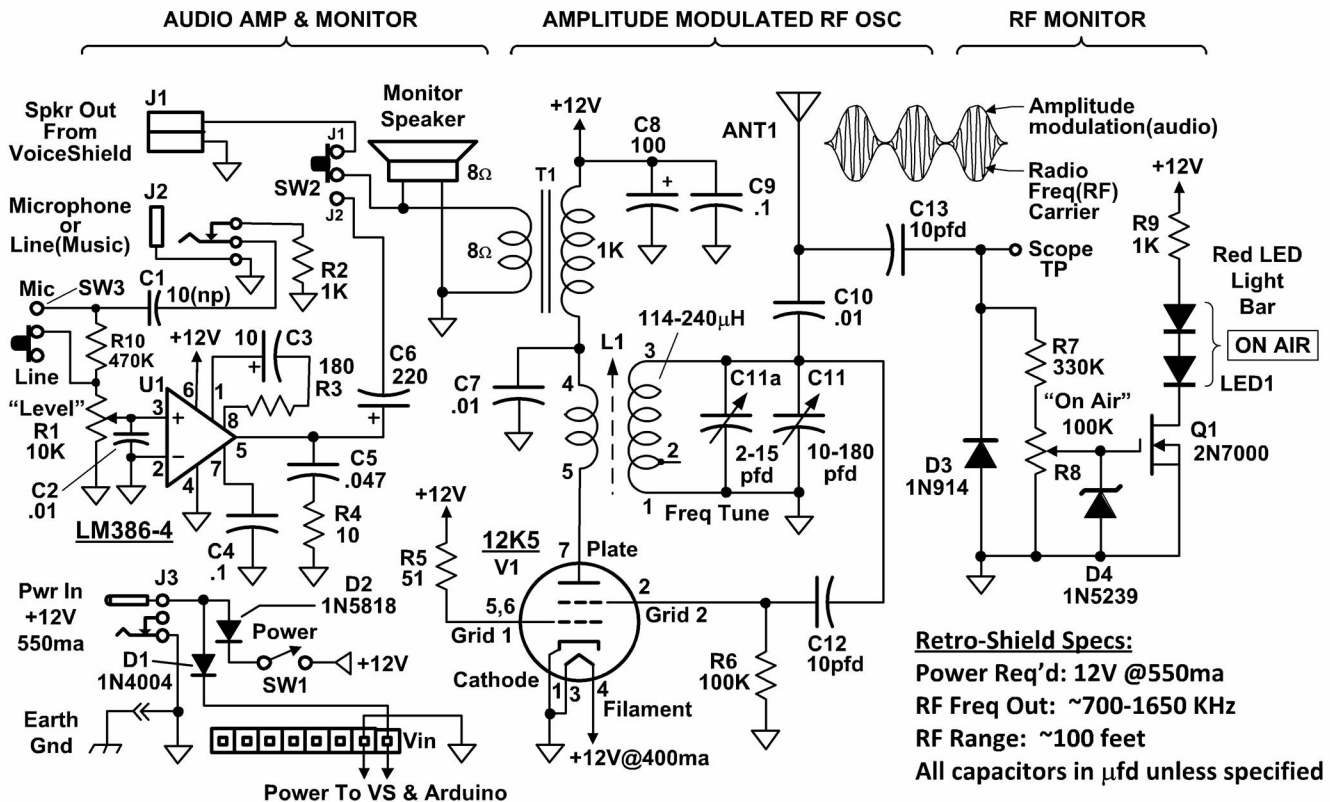 AUDIO AMP & MONITOR
AMPLITUDE MODULATED RF OSC
RF MONITOR
Spkr Out
From
VoiceShield
J1
J1
SW2
J2
Monitor
Speaker
8Ω
8Ω
T1
1K
+12V
C8
100
+
C9
.1
ANT1
Amplitude
modulation(audio)
Radio
Freq(RF)
Carrier
C13
10pfd
Scope
TP
+12V
R9
1K
Red LED
Light
Bar
ON AIR
LED1
J2
Microphone
or
Line(Music)
R2
1K
Mic
SW3
C1
10(np)
R10
470K
Line
+12V
10
C3
+
180
R3
C6
220
+
U1
"Level"
R1
10K
3
+
2
−
6
1
8
5
7
4
C2
.01
LM386-4
C4
.1
C5
.047
R4
10
C7
.01
L1
114-240μH
4
5
3
2
1
C10
.01
C11a
2-15
pfd
C11
10-180
pfd
Freq Tune
R7
330K
"On Air"
100K
R8
D3
1N914
D4
1N5239
Q1
2N7000
+12V
R5
51
12K5
V1
7
Plate
2
Grid 2
5,6
Grid 1
Cathode
1
3
4
Filament
+12V@400ma
R6
100K
C12
10pfd
Pwr In
+12V
550ma
J3
D2
1N5818
Power
SW1
+12V
D1
1N4004
Earth
Gnd
Vin
Power To VS & Arduino
Retro-Shield Specs:
Power Req'd: 12V @550ma
RF Freq Out: ~700-1650 KHz
RF Range: ~100 feet
All capacitors in μfd unless specified